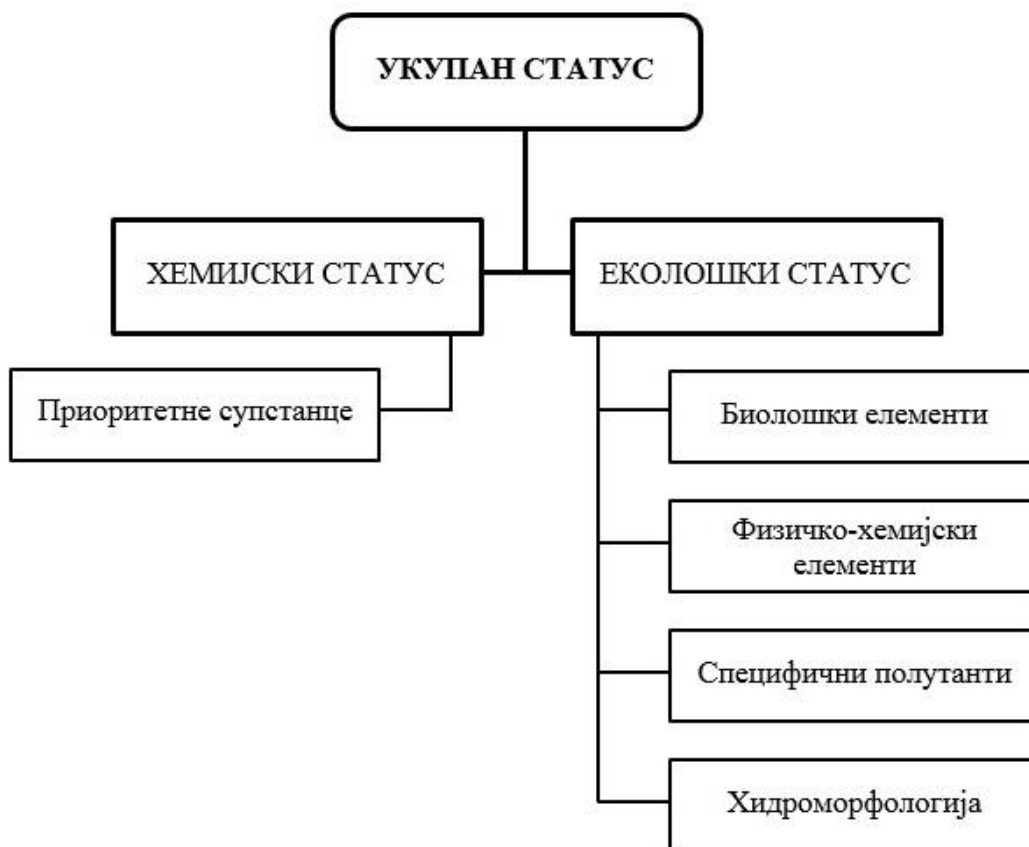 УКУПАН СТАТУС
ХЕМИЈСКИ СТАТУС
ЕКОЛОШКИ СТАТУС
Приоритетне супстанце
Биолошки елементи
Физичко-хемијски
елементи
Специфични полутанти
Хидроморфологија